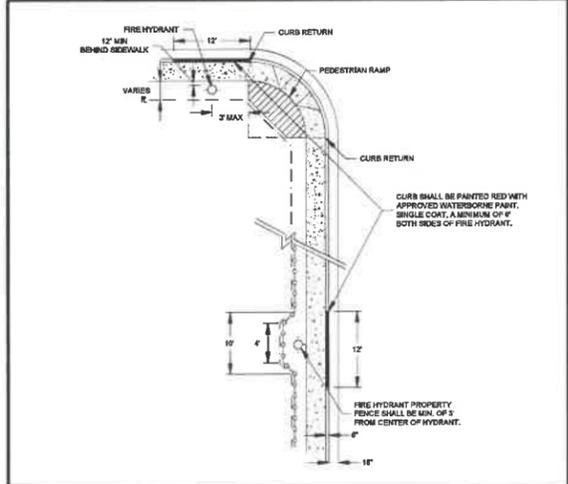 FIRE HYDRANT
12'
CURB RETURN
12" MIN
BEHIND SIDEWALK
PEDESTRIAN RAMP
VARIES
3' MAX
CURB RETURN
CURB SHALL BE PAINTED RED WITH
APPROVED WATERBORNE PAINT.
SINGLE COAT, A MINIMUM OF 6'
BOTH SIDES OF FIRE HYDRANT.
10'
4'
12'
FIRE HYDRANT PROPERTY
FENCE SHALL BE MIN. OF 3'
FROM CENTER OF HYDRANT.
6"
18"